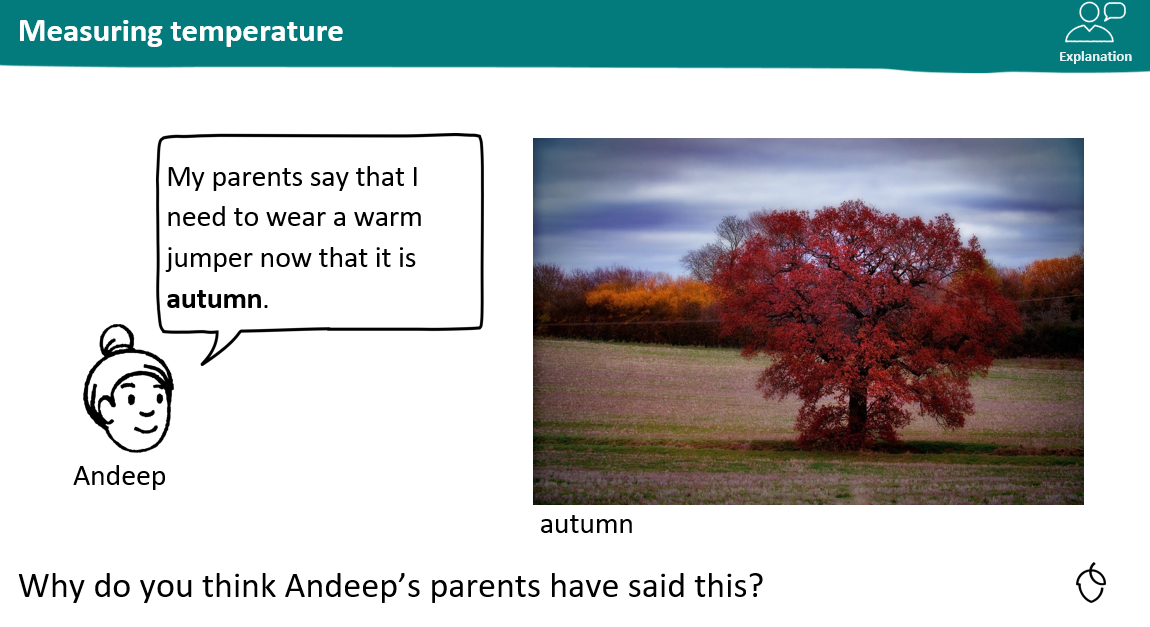 Measuring temperature
Explanation
My parents say that I
need to wear a warm
jumper now that it is
autumn.
Andeep
autumn
Why do you think Andeep’s parents have said this?